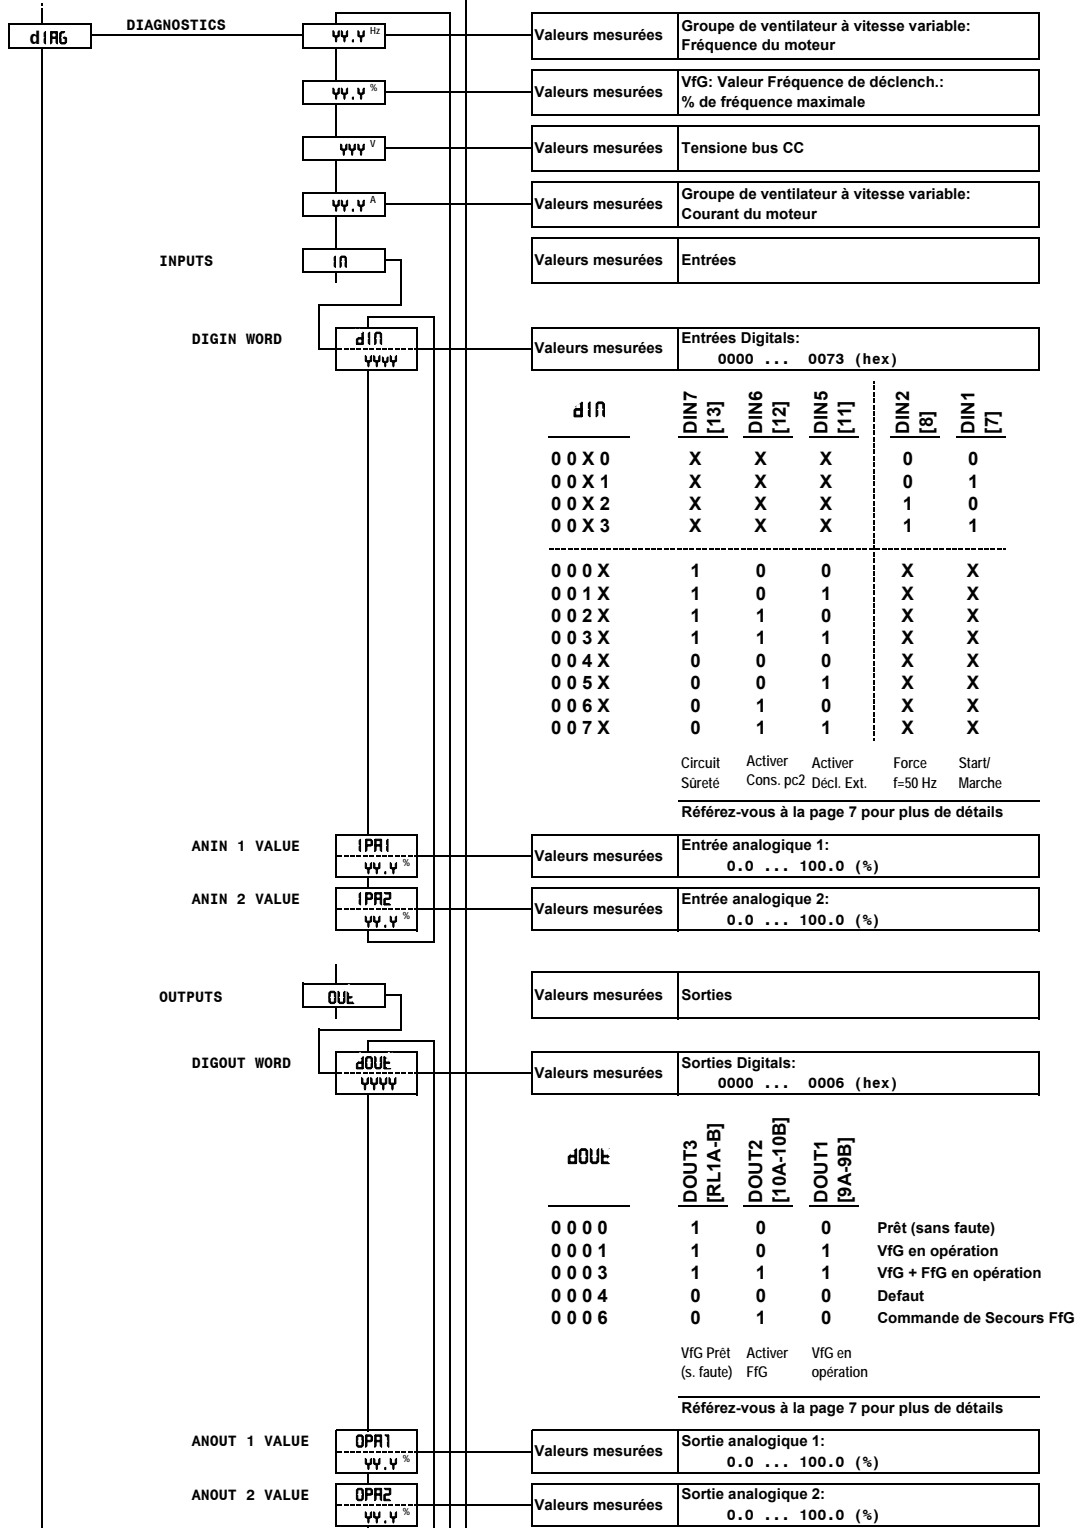 DIAGNOSTICS
dIAG
YY.Y Hz
Valeurs mesurées
Groupe de ventilateur à vitesse variable:
Fréquence du moteur
YY.Y %
Valeurs mesurées
VfG: Valeur Fréquence de déclench.:
% de fréquence maximale
YYY V
Valeurs mesurées
Tensione bus CC
YY.Y A
Valeurs mesurées
Groupe de ventilateur à vitesse variable:
Courant du moteur
INPUTS
In
Valeurs mesurées
Entrées
DIGIN WORD
dIn
YYYY
Valeurs mesurées
Entrées Digitals:
0000 ... 0073 (hex)
dIn
DIN7 [13]
DIN6 [12]
DIN5 [11]
DIN2 [8]
DIN1 [7]
0 0 X 0 X X X 0 0
0 0 X 1 X X X 0 1
0 0 X 2 X X X 1 0
0 0 X 3 X X X 1 1
0 0 0 X 1 0 0 X X
0 0 1 X 1 0 1 X X
0 0 2 X 1 1 0 X X
0 0 3 X 1 1 1 X X
0 0 4 X 0 0 0 X X
0 0 5 X 0 0 1 X X
0 0 6 X 0 1 0 X X
0 0 7 X 0 1 1 X X
Circuit Activer Activer Force Start/
Sûreté Cons. pc2 Décl. Ext. f=50 Hz Marche
Référez-vous à la page 7 pour plus de détails
ANIN 1 VALUE
IPA1
YY.Y %
Valeurs mesurées
Entrée analogique 1:
0.0 ... 100.0 (%)
ANIN 2 VALUE
IPA2
YY.Y %
Valeurs mesurées
Entrée analogique 2:
0.0 ... 100.0 (%)
OUTPUTS
OUt
Valeurs mesurées
Sorties
DIGOUT WORD
dOUt
YYYY
Valeurs mesurées
Sorties Digitals:
0000 ... 0006 (hex)
dOUt
DOUT3 [RL1A-B]
DOUT2 [10A-10B]
DOUT1 [9A-9B]
0 0 0 0 1 0 0 Prêt (sans faute)
0 0 0 1 1 0 1 VfG en opération
0 0 0 3 1 1 1 VfG + FfG en opération
0 0 0 4 0 0 0 Defaut
0 0 0 6 0 1 0 Commande de Secours FfG
VfG Prêt Activer VfG en
(s. faute) FfG opération
Référez-vous à la page 7 pour plus de détails
ANOUT 1 VALUE
OPA1
YY.Y %
Valeurs mesurées
Sortie analogique 1:
0.0 ... 100.0 (%)
ANOUT 2 VALUE
OPA2
YY.Y %
Valeurs mesurées
Sortie analogique 2:
0.0 ... 100.0 (%)